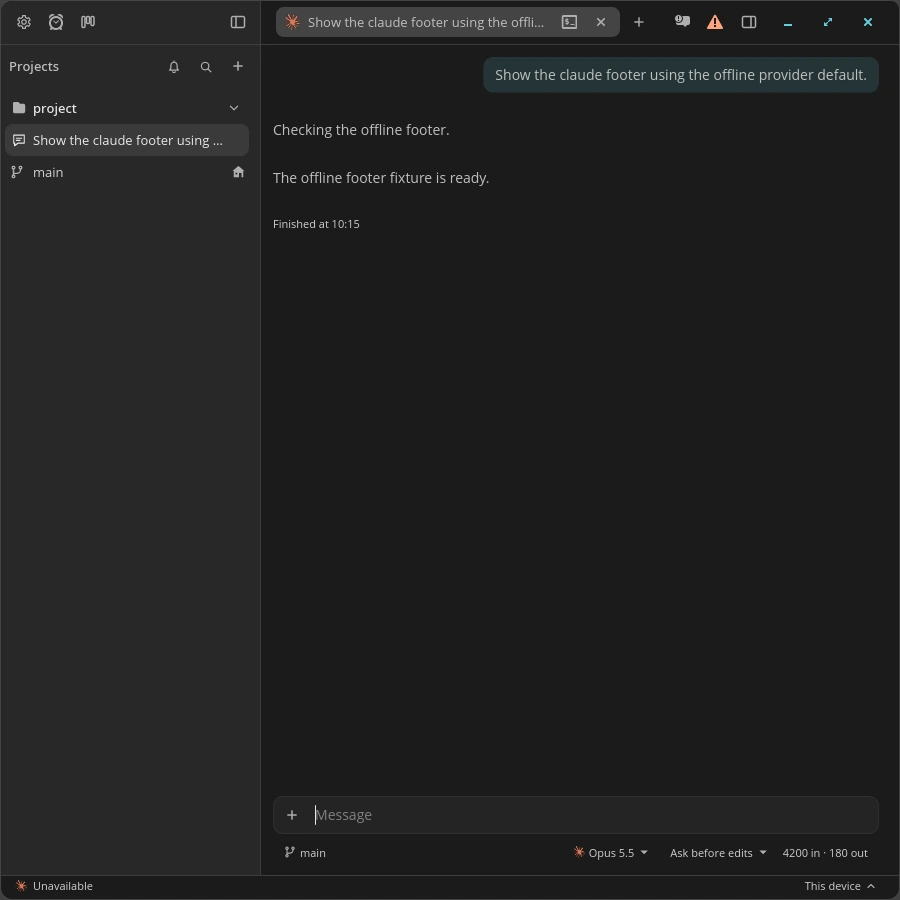 Show the claude footer using the offli...
Projects
project
Show the claude footer using ...
main
Show the claude footer using the offline provider default.
Checking the offline footer.
The offline footer fixture is ready.
Finished at 10:15
Message
main
Opus 5.5
Ask before edits
4200 in · 180 out
Unavailable
This device